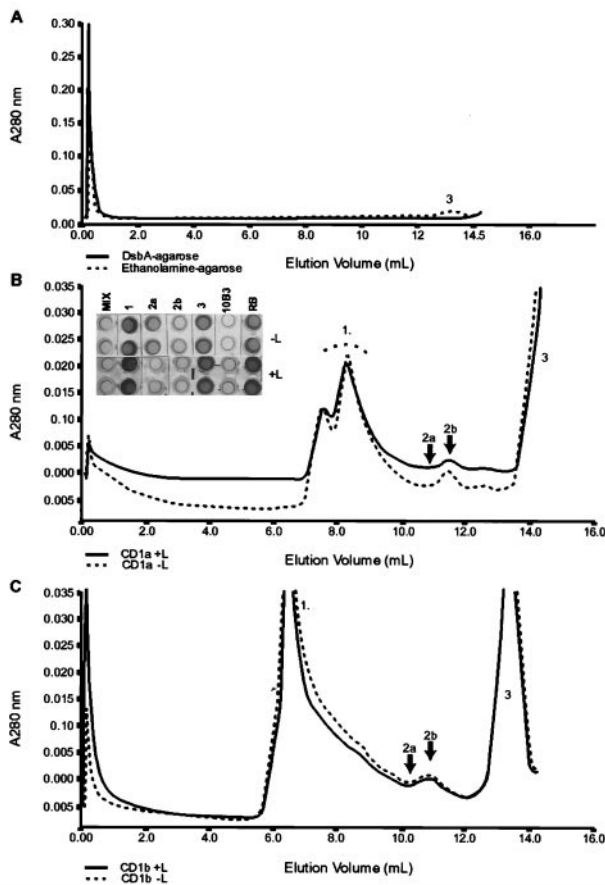 A
0.30
0.25
0.20
0.15
0.10
0.05
0.00
A280 nm
3
0.00 2.0 4.0 6.0 8.0 10.0 12.0 14.5 16.0
Elution Volume (mL)
DsbA-agarose
Ethanolamine-agarose
B
0.035
0.030
0.025
0.020
0.015
0.010
0.005
0.000
0.005
A280 nm
MIX 1 2a 2b 3 10B3 RB
-L
+L
1.
2a 2b
3
0.00 2.0 4.0 6.0 8.0 10.0 12.0 14.0 16.0
Elution Volume (mL)
CD1a +L
CD1a -L
C
0.035
0.030
0.025
0.020
0.015
0.10
0.005
0.000
0.005
A280 nm
1.
2a 2b
3
0.00 2.0 4.0 6.0 8.0 10.0 12.0 14.0 16.0
Elution Volume (mL)
CD1b +L
CD1b -L